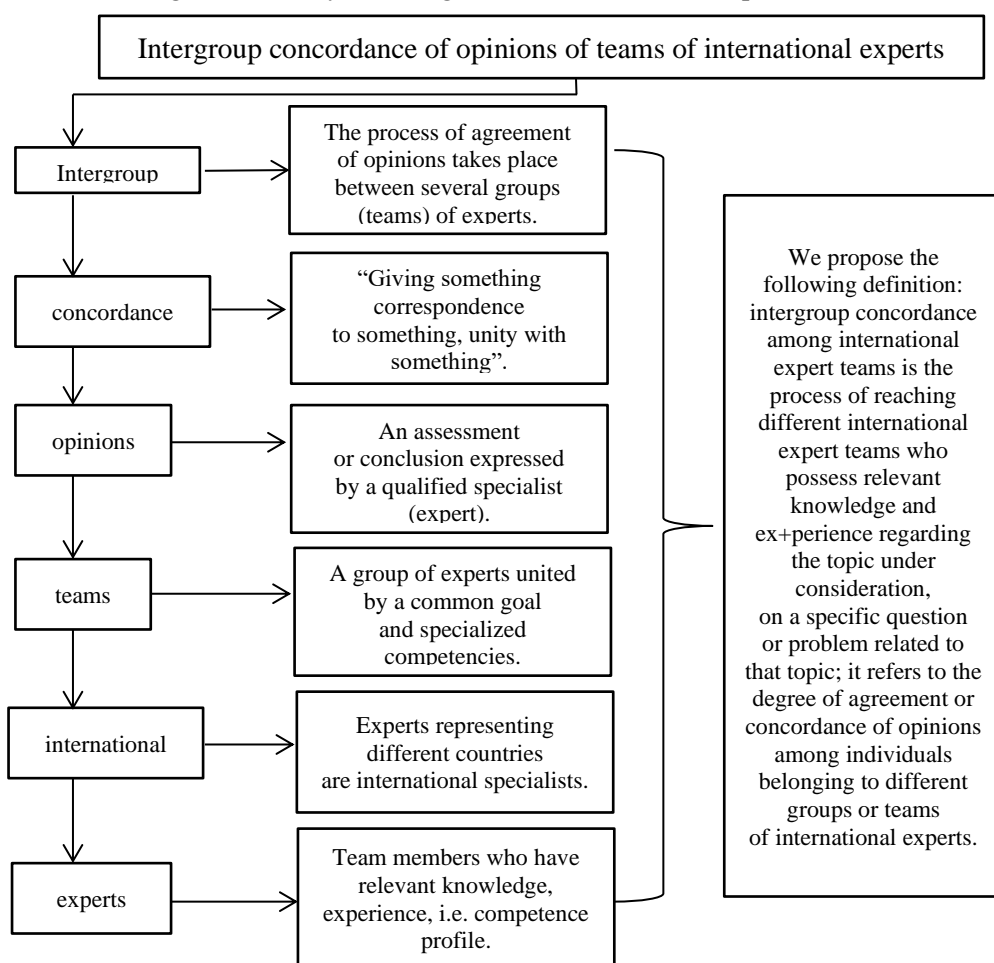 Intergroup concordance of opinions of teams of international experts
Intergroup
The process of agreement
of opinions takes place
between several groups
(teams) of experts.
concordance
“Giving something
correspondence
to something, unity with
something”.
opinions
An assessment
or conclusion expressed
by a qualified specialist
(expert).
teams
A group of experts united
by a common goal
and specialized
competencies.
international
Experts representing
different countries
are international specialists.
experts
Team members who have
relevant knowledge,
experience, i.e. competence
profile.
We propose the
following definition:
intergroup concordance
among international
expert teams is the
process of reaching
different international
expert teams who
possess relevant
knowledge and
ex+perience regarding
the topic under
consideration,
on a specific question
or problem related to
that topic; it refers to the
degree of agreement or
concordance of opinions
among individuals
belonging to different
groups or teams
of international experts.